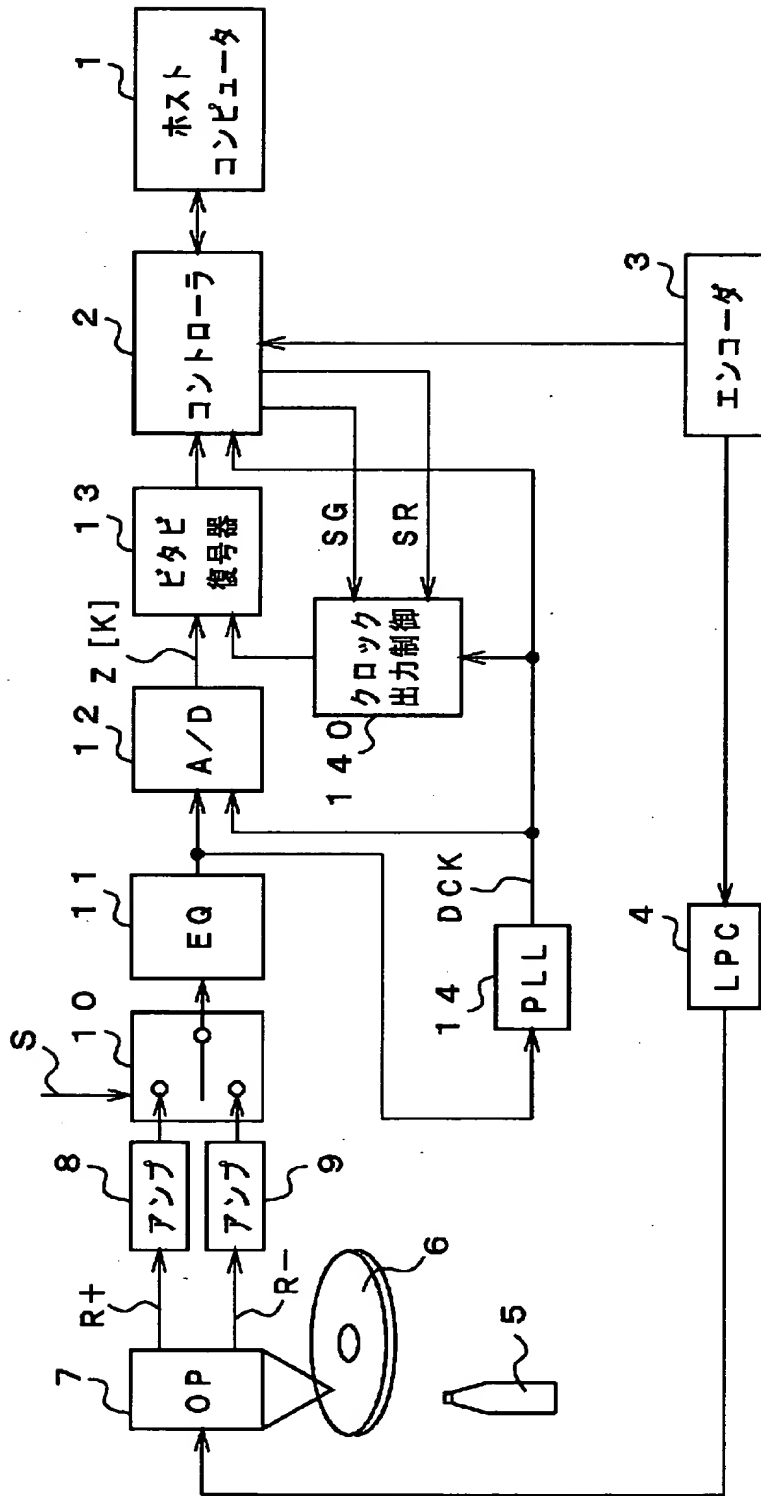 1
ホスト
コンピュータ
2
コントローラ
3
エンコーダ
13
ビタビ
復号器
SG
SR
Z [K]
クロック
出力制御
140
12
A/D
11
EQ
DCK
14
PLL
4
LPC
10
S
8
アンプ
9
アンプ
R+
R-
7
OP
6
5